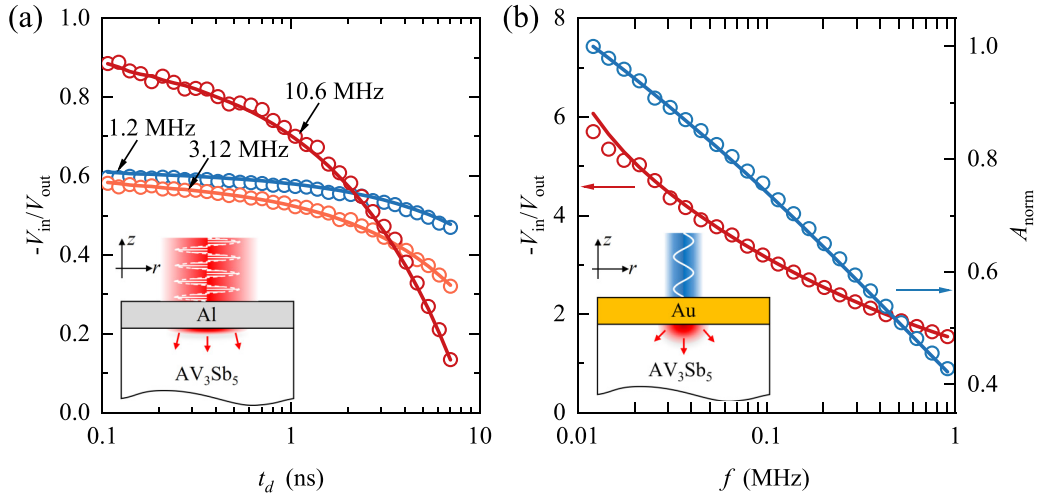 (a)
1.0
0.8
0.6
0.4
0.2
0.0
-V_in/V_out
10.6 MHz
1.2 MHz
3.12 MHz
z
r
Al
AV₃Sb₅
0.1
1
10
t_d (ns)
(b)
8
6
4
2
0
-V_in/V_out
z
r
Au
AV₃Sb₅
0.01
0.1
1
f (MHz)
1.0
0.8
0.6
0.4
A_norm